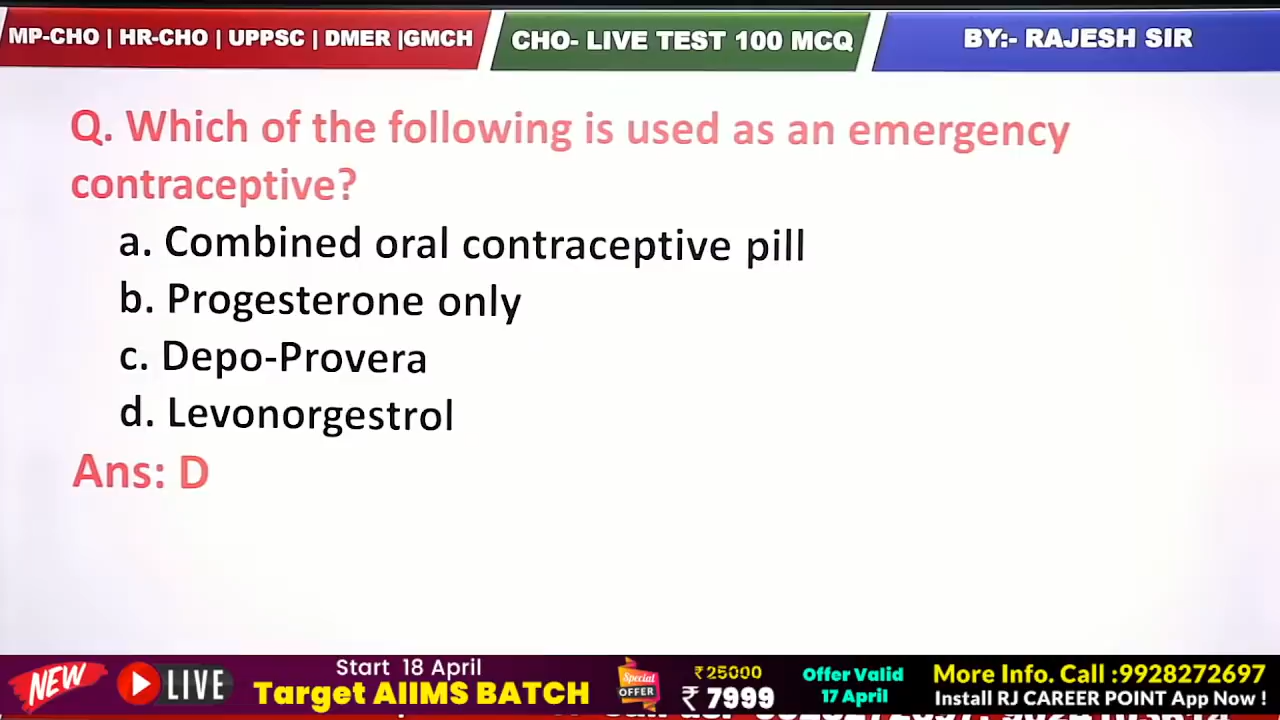 MP-CHO | HR-CHO | UPPSC | DMER |GMCH
CHO- LIVE TEST 100 MCQ
BY:- RAJESH SIR
Q. Which of the following is used as an emergency
contraceptive?
a. Combined oral contraceptive pill
b. Progesterone only
c. Depo-Provera
d. Levonorgestrol
Ans: D
NEW
LIVE
Start 18 April
Target AIIMS BATCH
Special
OFFER
₹ 25000
₹ 7999
Offer Valid
17 April
More Info. Call :9928272697
Install RJ CAREER POINT App Now !